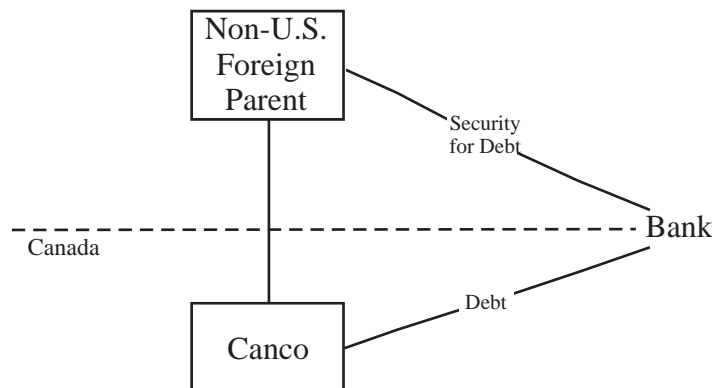 Non-U.S.
Foreign
Parent
Security
for Debt
Bank
Canada
Debt
Canco